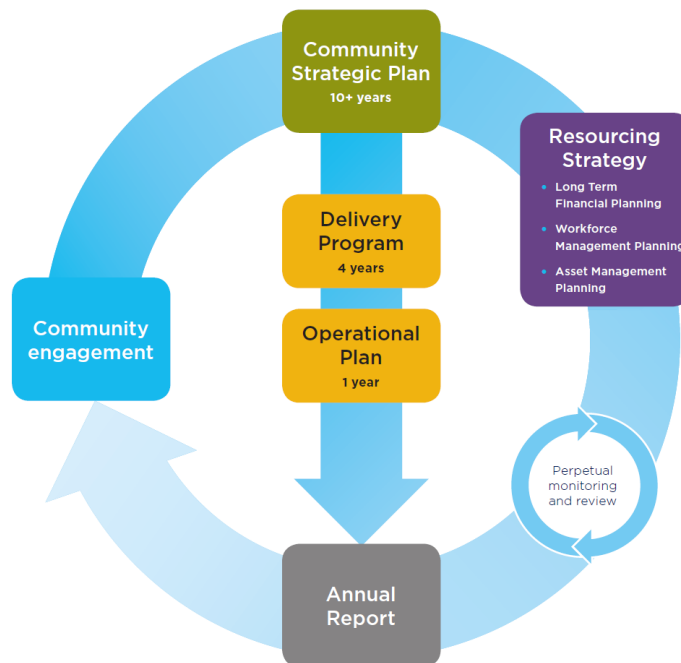 Community
Strategic Plan
10+ years
Resourcing
Strategy
• Long Term
Financial Planning
• Workforce
Management Planning
• Asset Management
Planning
Delivery
Program
4 years
Community
engagement
Operational
Plan
1 year
Perpetual
monitoring
and review
Annual
Report